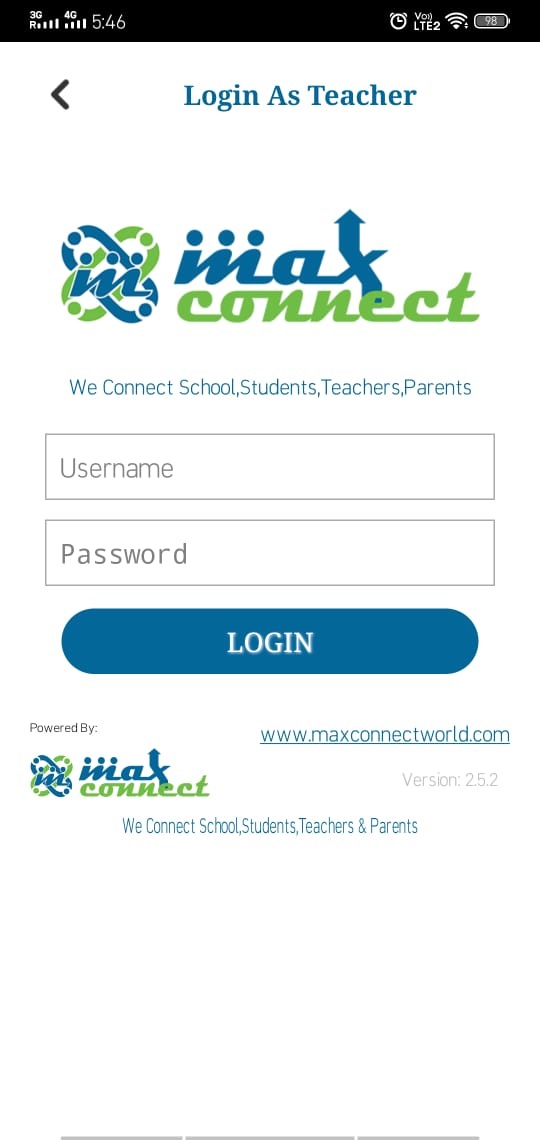 3G R 4G 5:46 Vo) LTE2 98
Login As Teacher
max
connect
We Connect School,Students,Teachers,Parents
Username
Password
LOGIN
Powered By:
www.maxconnectworld.com
max
connect
Version: 2.5.2
We Connect School,Students,Teachers & Parents